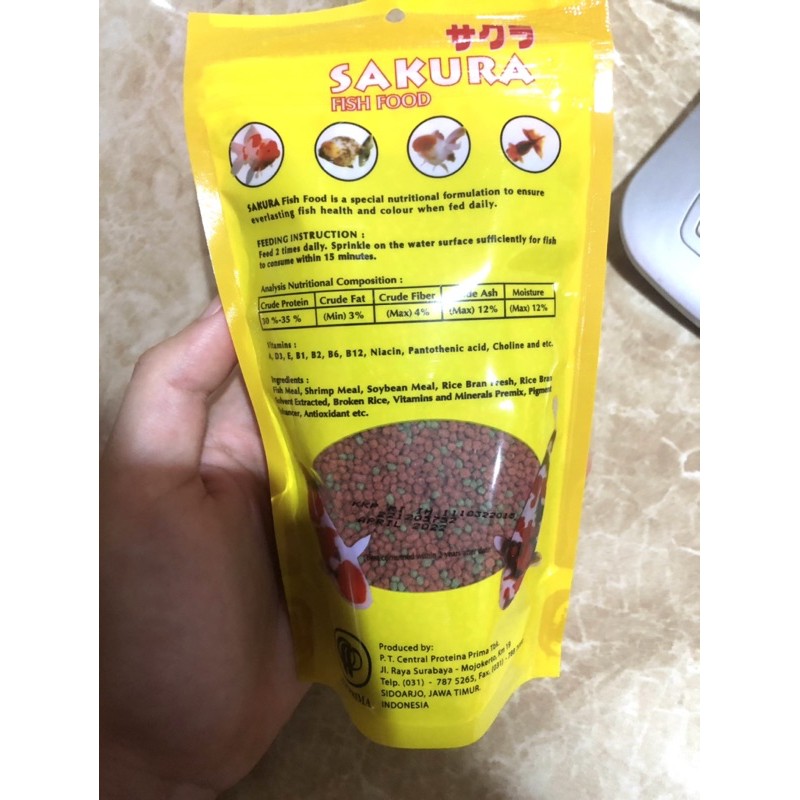 サクラ
SAKURA
FISH FOOD
SAKURA Fish Food is a special nutritional formulation to ensure
everlasting fish health and colour when fed daily.
FEEDING INSTRUCTION :
Feed 2 times daily. Sprinkle on the water surface sufficiently for fish
to consume within 15 minutes.
Analysis Nutritional Composition :
Crude Protein Crude Fat Crude Fiber Ash Moisture
%-35 % (Min) 3% (Max) 4% (Max) 12% (Max) 12%
Vitamins :
A, D3, E, B1, B2, B6, B12, Niacin, Pantothenic acid, Choline and etc.
Ingredients :
Fish Meal, Shrimp Meal, Soybean Meal, Rice Bran Fresh, Rice Bran
Solvent Extracted, Broken Rice, Vitamins and Minerals Premix, Pigment
Enhancer, Antioxidant etc.
APRIL 2022
Produced by:
P. T. Central Proteina Prima Tbk.
Jl. Raya Surabaya - Mojokerto, Km 19
Telp. (031) - 787 5265, Fax. (031) - 788
SIDOARJO, JAWA TIMUR.
INDONESIA